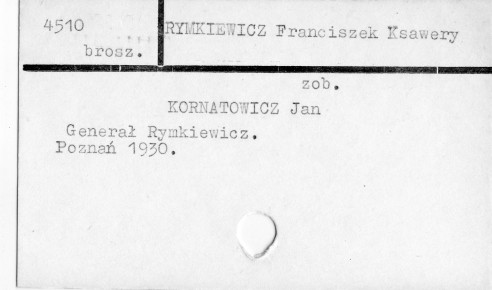 4510 RYMKIEWICZ Franciszek Ksawery
brosz.
zob.
KORNATOWICZ Jan
Generał Rymkiewicz.
Poznań 1930.